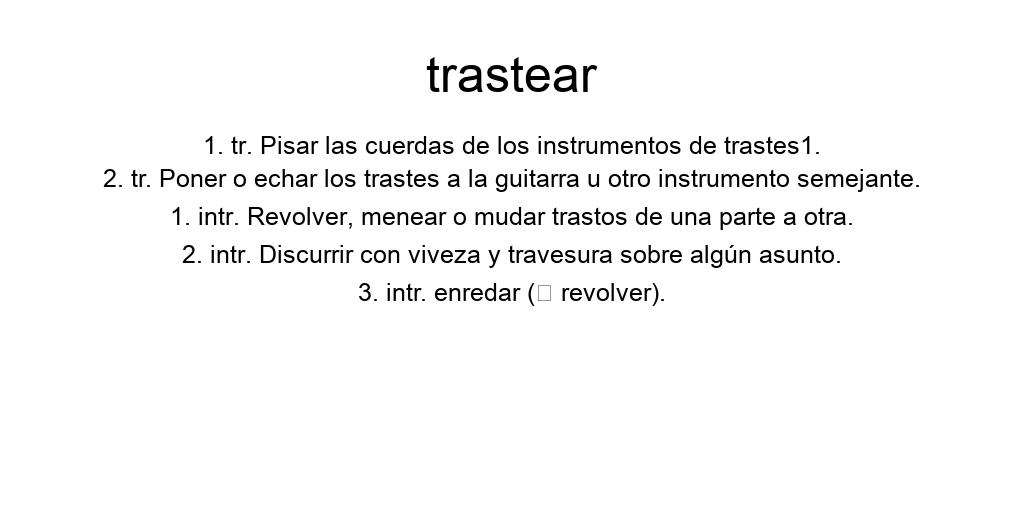 trastear
1. tr. Pisar las cuerdas de los instrumentos de trastes1.
2. tr. Poner o echar los trastes a la guitarra u otro instrumento semejante.
1. intr. Revolver, menear o mudar trastos de una parte a otra.
2. intr. Discurrir con viveza y travesura sobre algún asunto.
3. intr. enredar (□ revolver).